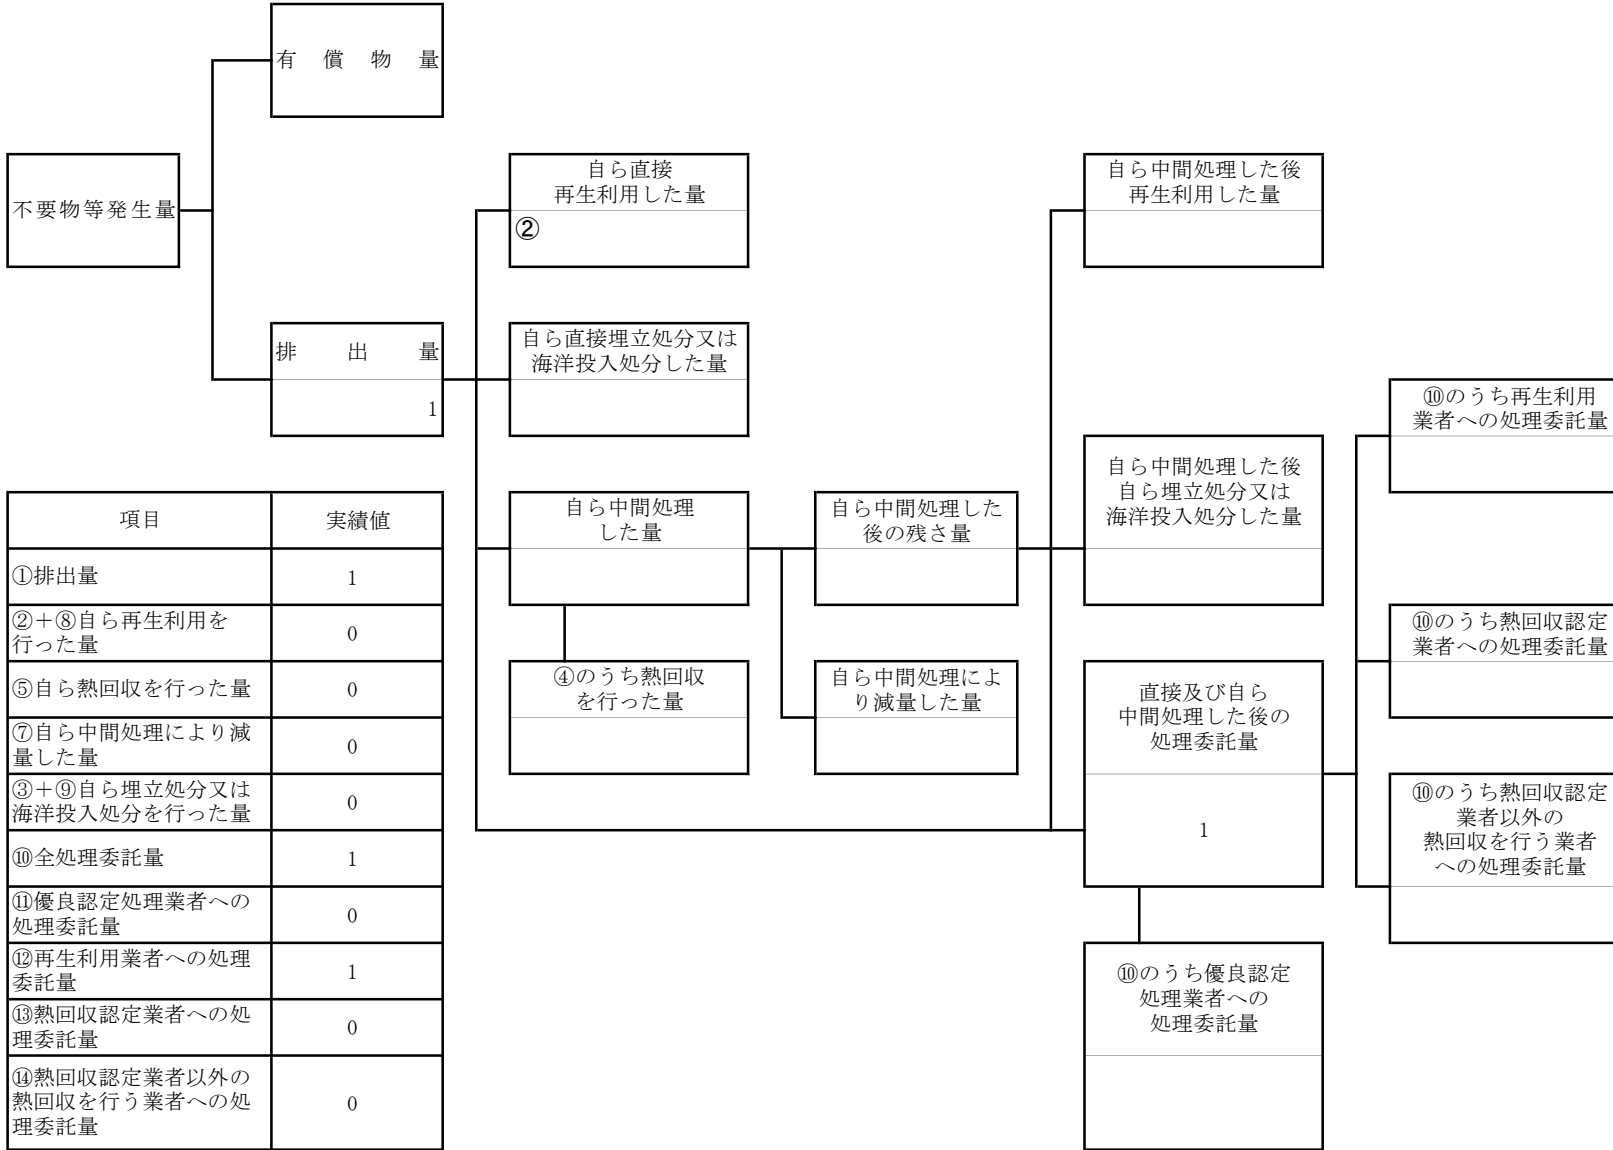 有償物量
不要物等発生量
自ら直接
再生利用した量
②
自ら中間処理した後
再生利用した量
排出量
1
自ら直接埋立処分又は
海洋投入処分した量
⑩のうち再生利用
業者への処理委託量
自ら中間処理
した量
自ら中間処理した
後の残さ量
自ら中間処理した後
自ら埋立処分又は
海洋投入処分した量
④のうち熱回収
を行った量
自ら中間処理によ
り減量した量
直接及び自ら
中間処理した後の
処理委託量
1
⑩のうち熱回収認定
業者への処理委託量
⑩のうち熱回収認定
業者以外の
熱回収を行う業者
への処理委託量
⑩のうち優良認定
処理業者への
処理委託量
項目 実績値
①排出量 1
②+⑧自ら再生利用を
行った量 0
⑤自ら熱回収を行った量 0
⑦自ら中間処理により減
量した量 0
③+⑨自ら埋立処分又は
海洋投入処分を行った量 0
⑩全処理委託量 1
⑪優良認定処理業者への
処理委託量 0
⑫再生利用業者への処理
委託量 1
⑬熱回収認定業者への処
理委託量 0
⑭熱回収認定業者以外の
熱回収を行う業者への処
理委託量 0